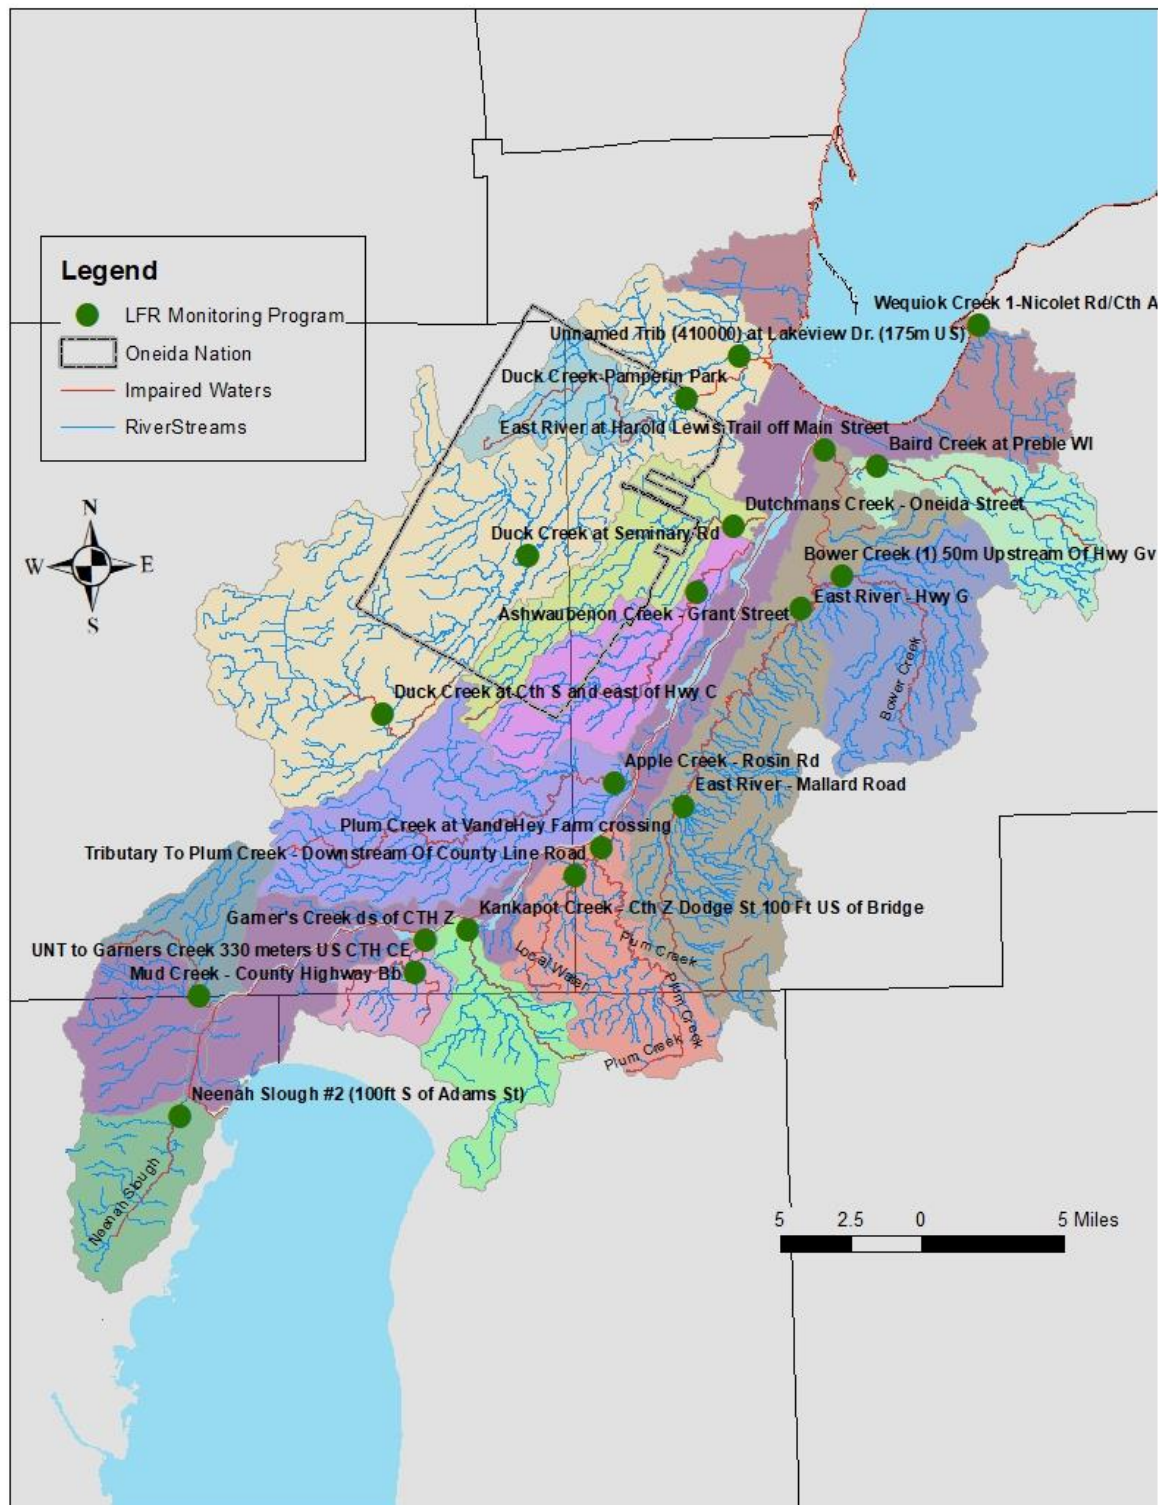 Legend
LFR Monitoring Program
Oneida Nation
Impaired Waters
RiverStreams
N
W
E
S
Wequiok Creek 1-Nicolet Rd/Cth A
Unnamed Trib (410000) at Lakeview Dr. (175m US)
Duck Creek-Pamperin Park
East River at Harold Lewis Trail off Main Street
Baird Creek at Preble WI
Dutchmans Creek - Oneida Street
Duck Creek at Seminary Rd
Bower Creek (1) 50m Upstream Of Hwy Gv
East River - Hwy G
Ashwaubenon Creek - Grant Street
Bower Creek
Duck Creek at Cth S and east of Hwy C
Apple Creek - Rosin Rd
East River - Mallard Road
Plum Creek at VandeHey Farm crossing
Tributary To Plum Creek - Downstream Of County Line Road
Kankapot Creek - Cth Z Dodge St 100 Ft US of Bridge
Garner's Creek ds of CTH Z
UNT to Garners Creek 330 meters US CTH CE
Mud Creek - County Highway Bb
Plum Creek
Local Water
Plum Creek
Plum Creek
Neenah Slough #2 (100ft S of Adams St)
Neenah Slough
5 2.5 0 5 Miles